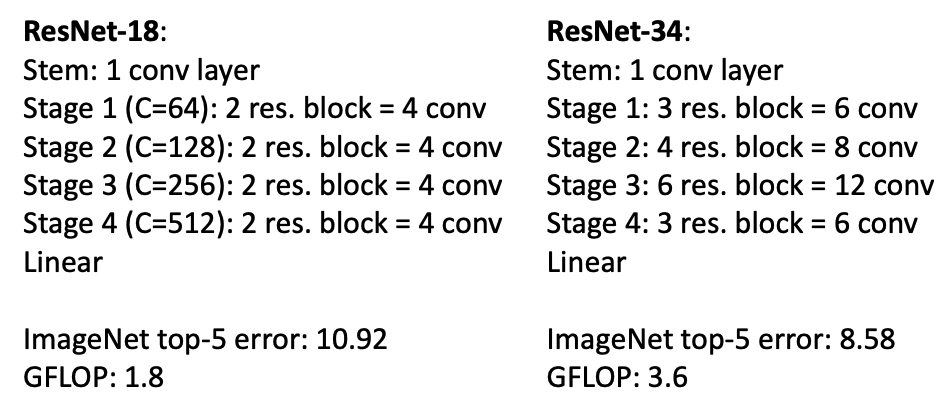 ResNet-18:
Stem: 1 conv layer
Stage 1 (C=64): 2 res. block = 4 conv
Stage 2 (C=128): 2 res. block = 4 conv
Stage 3 (C=256): 2 res. block = 4 conv
Stage 4 (C=512): 2 res. block = 4 conv
Linear
ImageNet top-5 error: 10.92
GFLOP: 1.8
ResNet-34:
Stem: 1 conv layer
Stage 1: 3 res. block = 6 conv
Stage 2: 4 res. block = 8 conv
Stage 3: 6 res. block = 12 conv
Stage 4: 3 res. block = 6 conv
Linear
ImageNet top-5 error: 8.58
GFLOP: 3.6